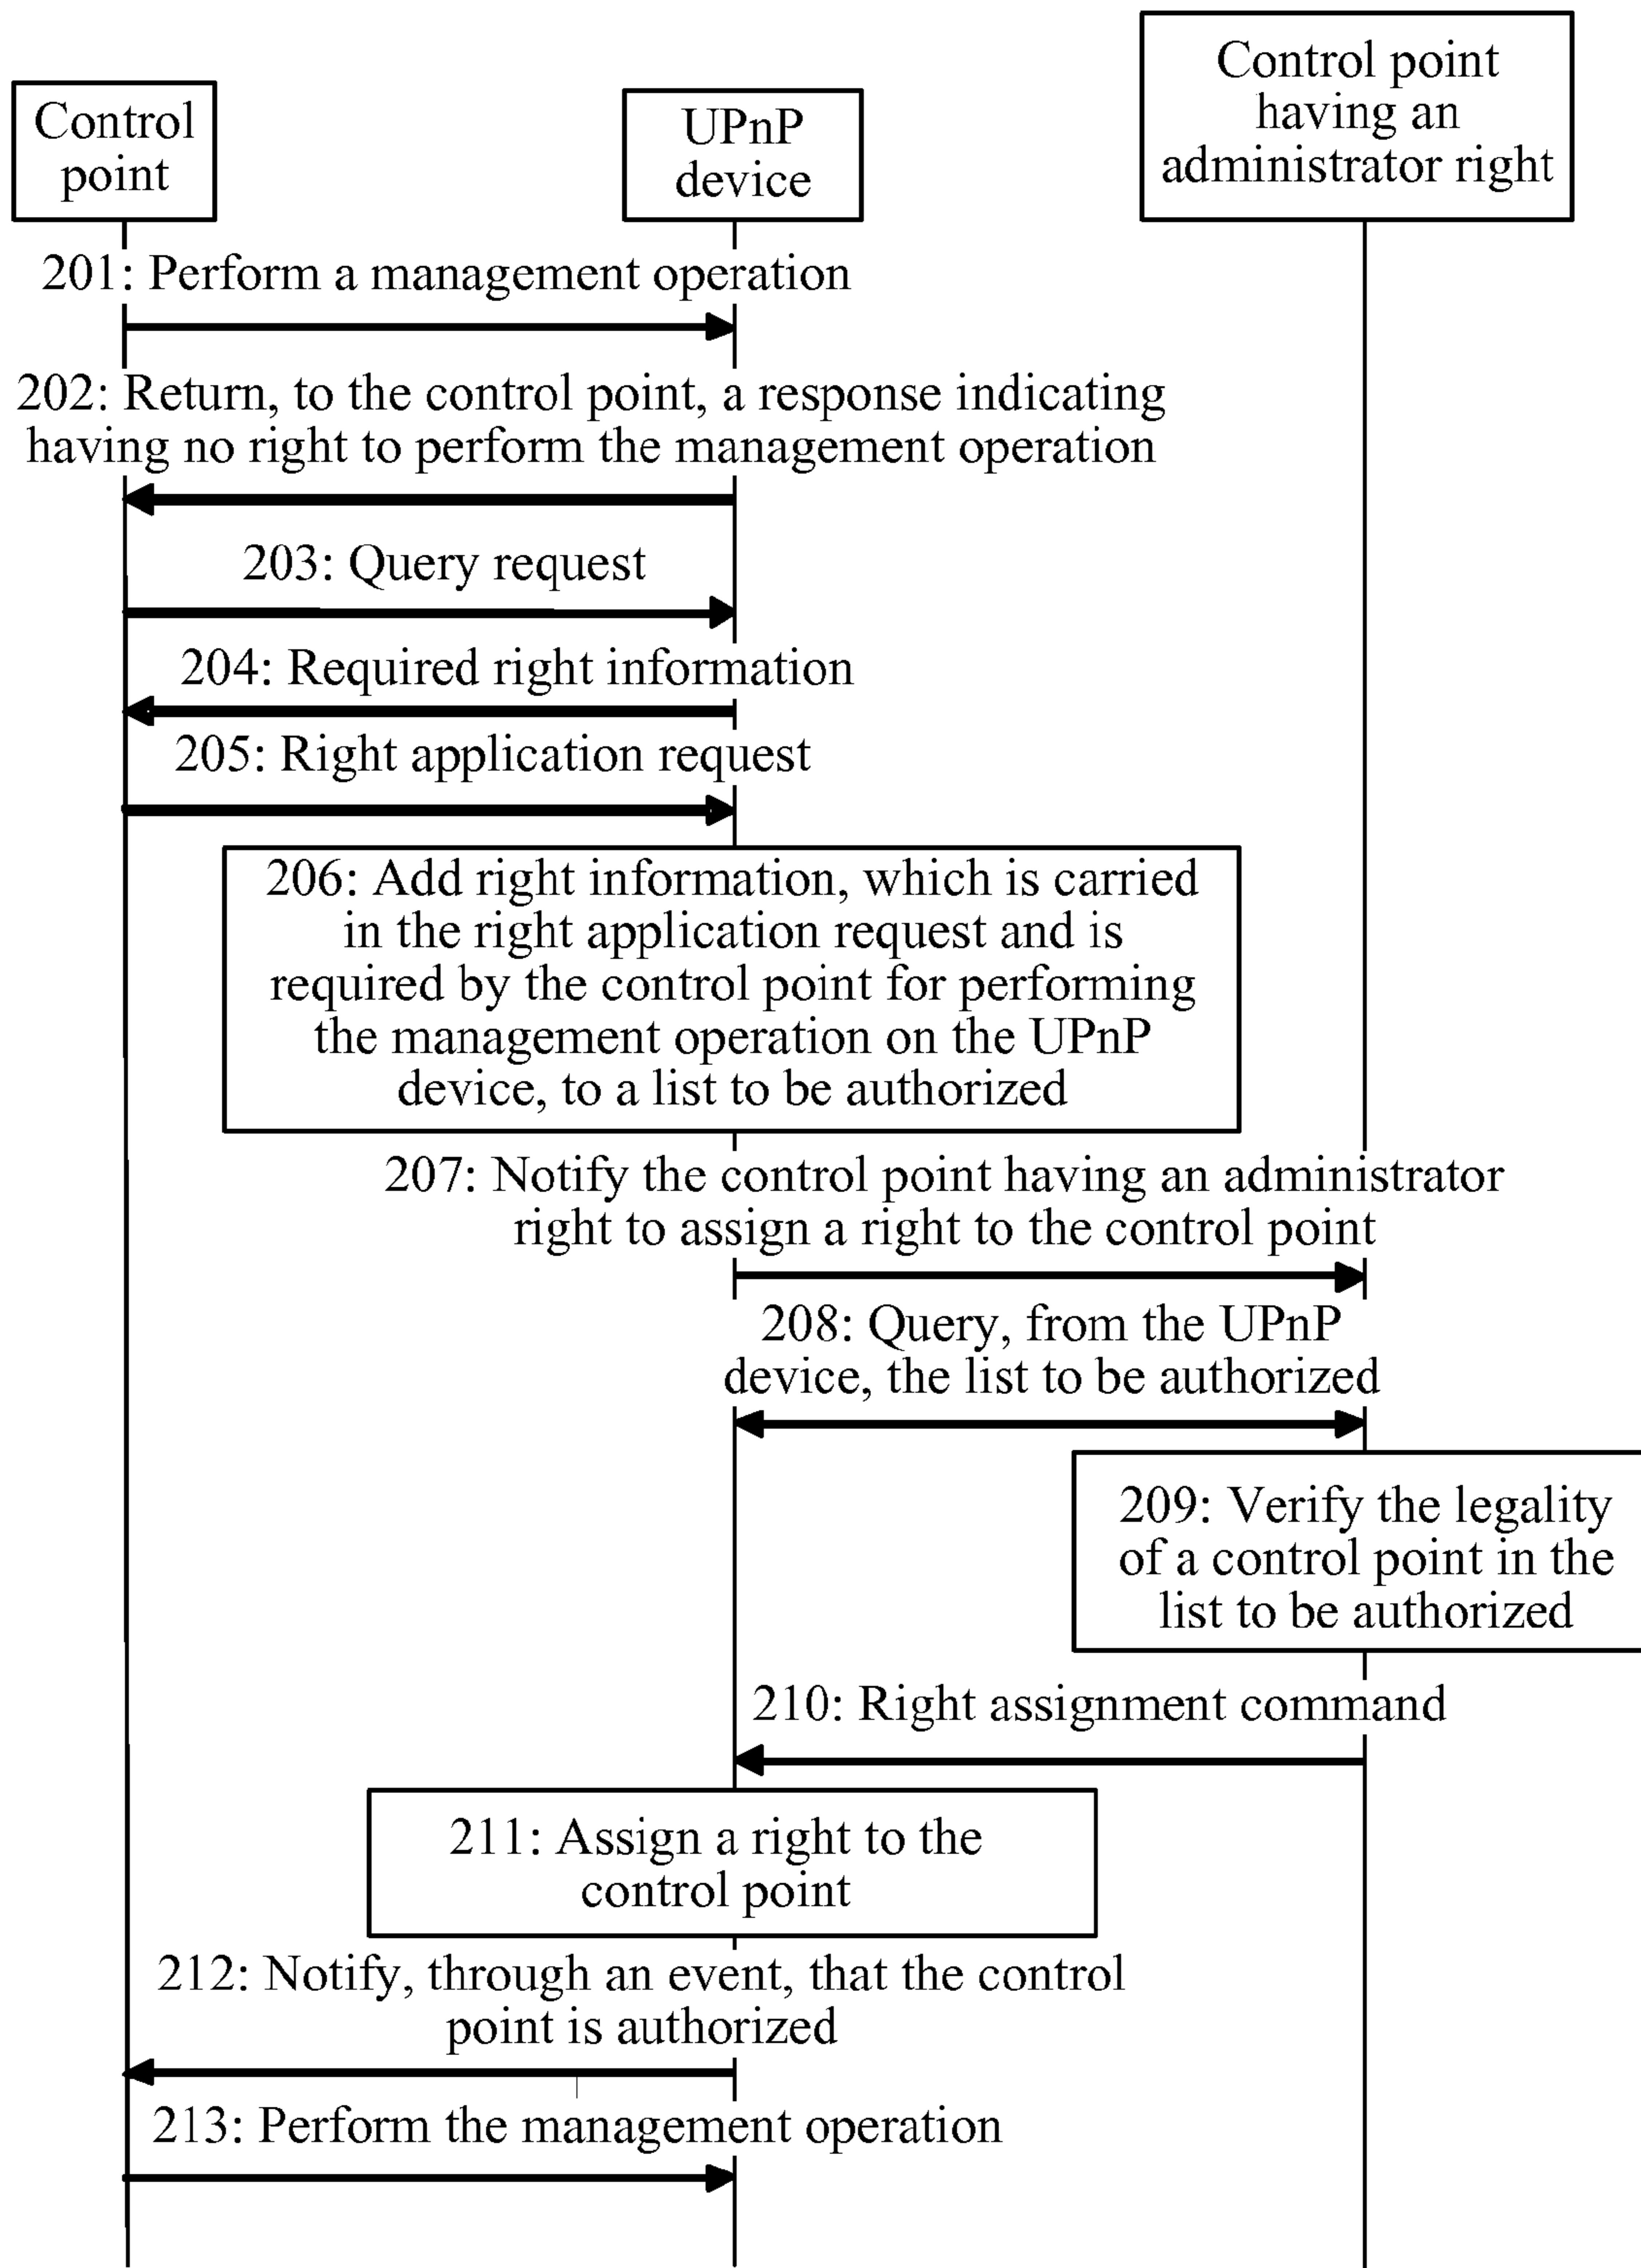 Control
point
UPnP
device
Control point
having an
administrator right
201: Perform a management operation
202: Return, to the control point, a response indicating
having no right to perform the management operation
203: Query request
204: Required right information
205: Right application request
206: Add right information, which is carried
in the right application request and is
required by the control point for performing
the management operation on the UPnP
device, to a list to be authorized
207: Notify the control point having an administrator
right to assign a right to the control point
208: Query, from the UPnP
device, the list to be authorized
209: Verify the legality
of a control point in the
list to be authorized
210: Right assignment command
211: Assign a right to the
control point
212: Notify, through an event, that the control
point is authorized
213: Perform the management operation